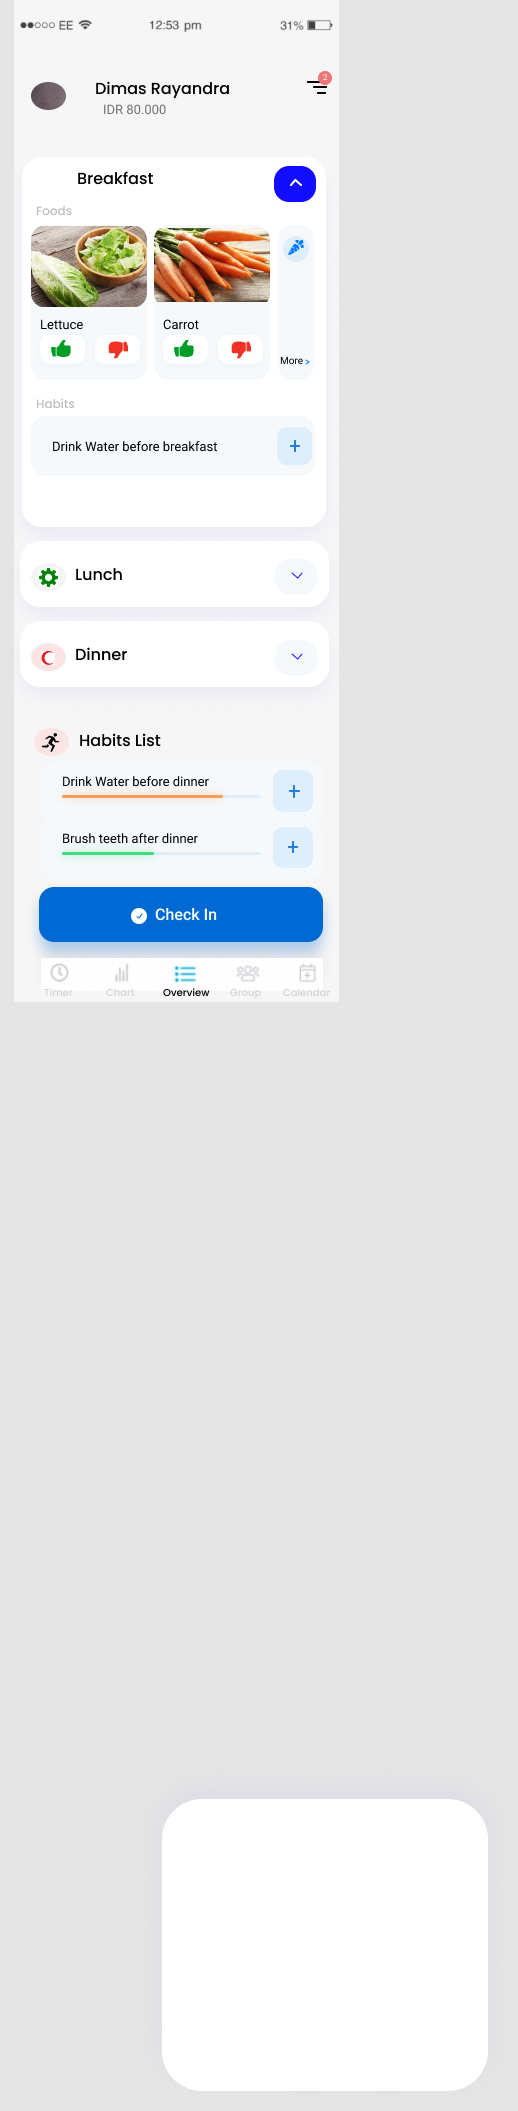 EE 12:53 pm 31%
Dimas Rayandra
2
IDR 80.000
Breakfast
Foods
Lettuce Carrot
More >
Habits
Drink Water before breakfast
Lunch
Dinner
Habits List
Drink Water before dinner
Brush teeth after dinner
Check In
Timer Chart Overview Group Calendar